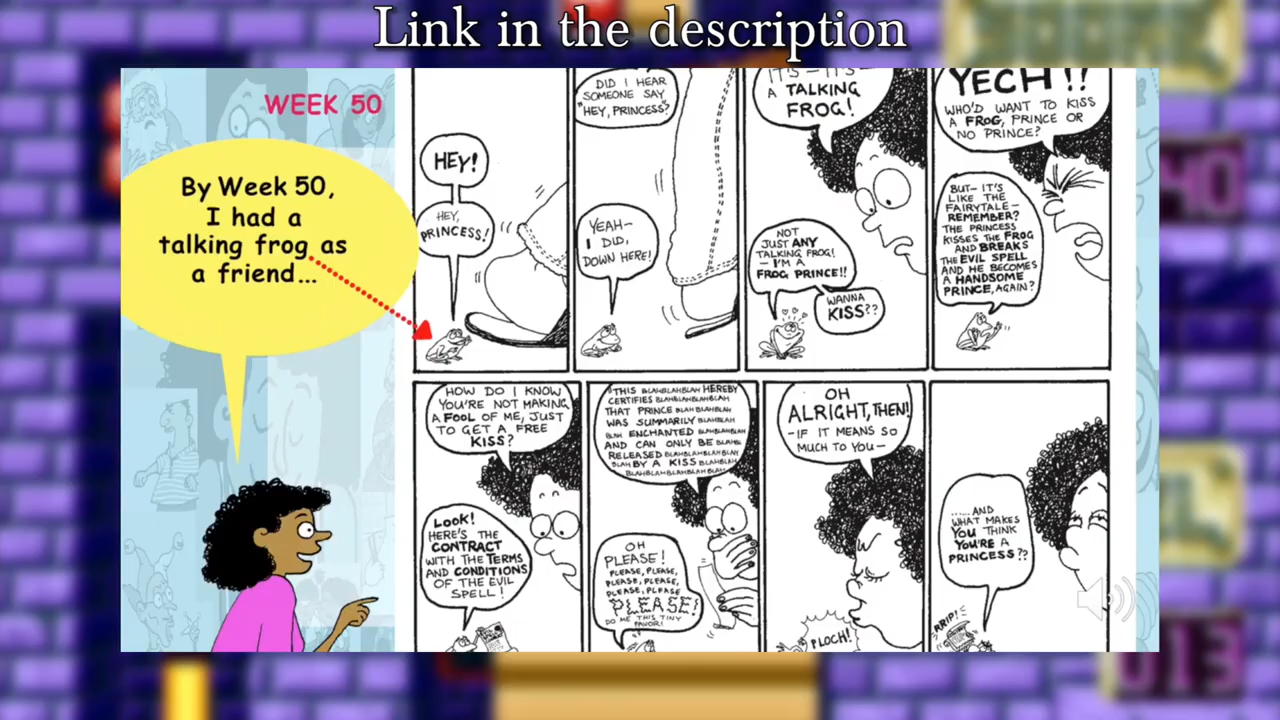 Link in the description
WEEK 50
By Week 50,
I had a
talking frog as
a friend...
HEY!
HEY,
PRINCESS!
DID I HEAR
SOMEONE SAY
"HEY, PRINCESS?
YEAH—
I DID,
DOWN HERE!
IT'S—IT'S—
A TALKING
FROG!
NOT
JUST ANY
TALKING FROG!
— I'M A
FROG PRINCE!!
WANNA
KISS??
YECH!!
WHO'D WANT TO KISS
A FROG, PRINCE OR
NO PRINCE?
BUT— IT'S
LIKE THE
FAIRYTALE—
REMEMBER?
THE PRINCESS
KISSES THE FROG
AND BREAKS
THE EVIL SPELL
AND HE BECOMES
A HANDSOME
PRINCE, AGAIN?
HOW DO I KNOW
YOU'RE NOT MAKING
A FOOL OF ME, JUST
TO GET A FREE
KISS?
LOOK!
HERE'S THE
CONTRACT
WITH THE TERMS
AND CONDITIONS
OF THE EVIL
SPELL!
"THIS BLAHBLAHBLAH HEREBY
CERTIFIES BLAHBLAHBLAH
THAT PRINCE BLAHBLAH
WAS SUMMARILY BLAHBLAH
BLAH ENCHANTED BLAHBLAH
AND CAN ONLY BE BLAH
RELEASED BLAHBLAHBLAH
BLAH BY A KISS BLAHBLAH
BLAHBLAHBLAHBLAH
OH
PLEASE!
PLEASE, PLEASE,
PLEASE, PLEASE,
PLEASE, PLEASE
PLEASE!
DO ME THIS TINY
FAVOR!
OH
ALRIGHT, THEN!
—IF IT MEANS SO
MUCH TO YOU—
PLOCH!
.....AND
WHAT MAKES
YOU THINK
YOU'RE A
PRINCESS??
RRIP!
40
013